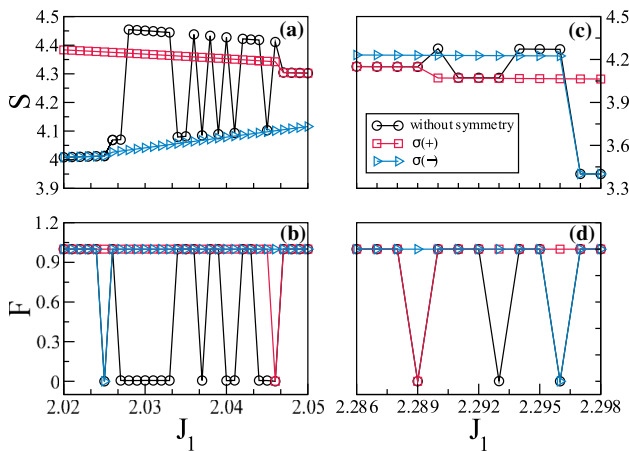 4.5
4.4
4.3
4.1
4.0
3.9
S
(a)
4.5
4.2
3.9
3.6
3.3
(c)
without symmetry
σ(+)
σ(−)
1.2
0.9
0.6
0.3
0
F
(b)
(d)
2.02
2.03
2.04
2.05
2.286
2.289
2.292
2.295
2.298
J1
J1